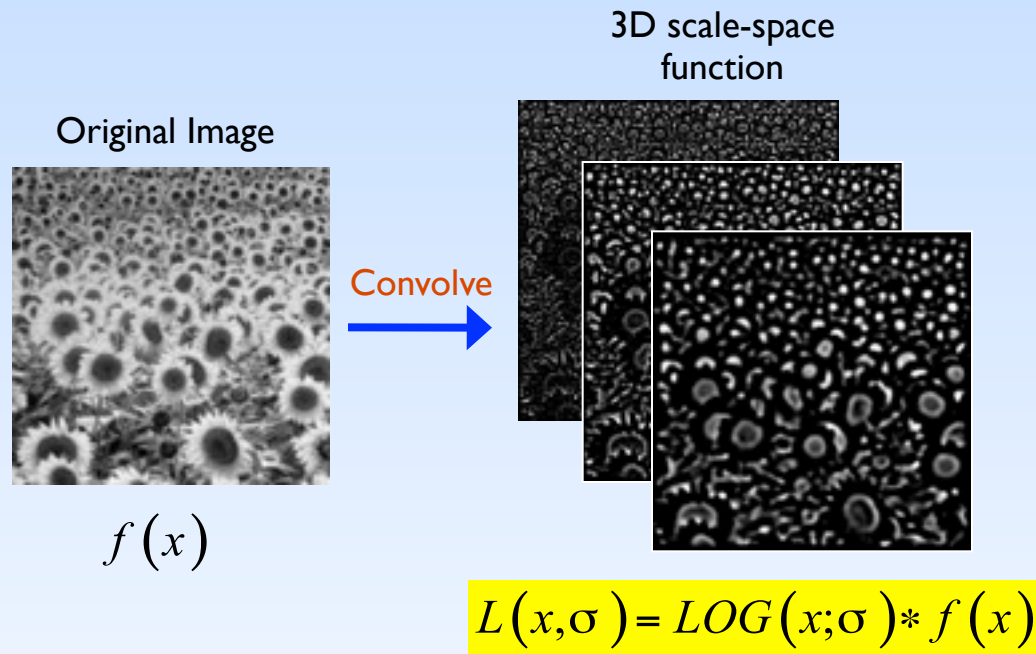 3D scale-space
function
Original Image
Convolve
f(x)
L(x,σ) = LOG(x;σ)* f(x)